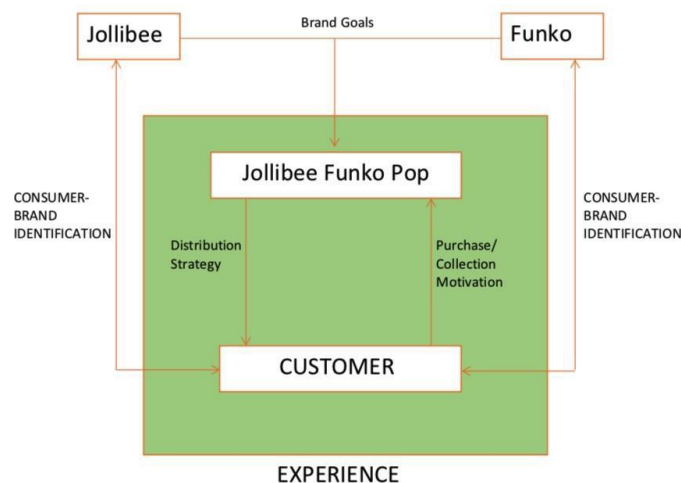 Jollibee
Brand Goals
Funko
Jollibee Funko Pop
CONSUMER-
BRAND
IDENTIFICATION
Distribution
Strategy
Purchase/
Collection
Motivation
CONSUMER-
BRAND
IDENTIFICATION
CUSTOMER
EXPERIENCE